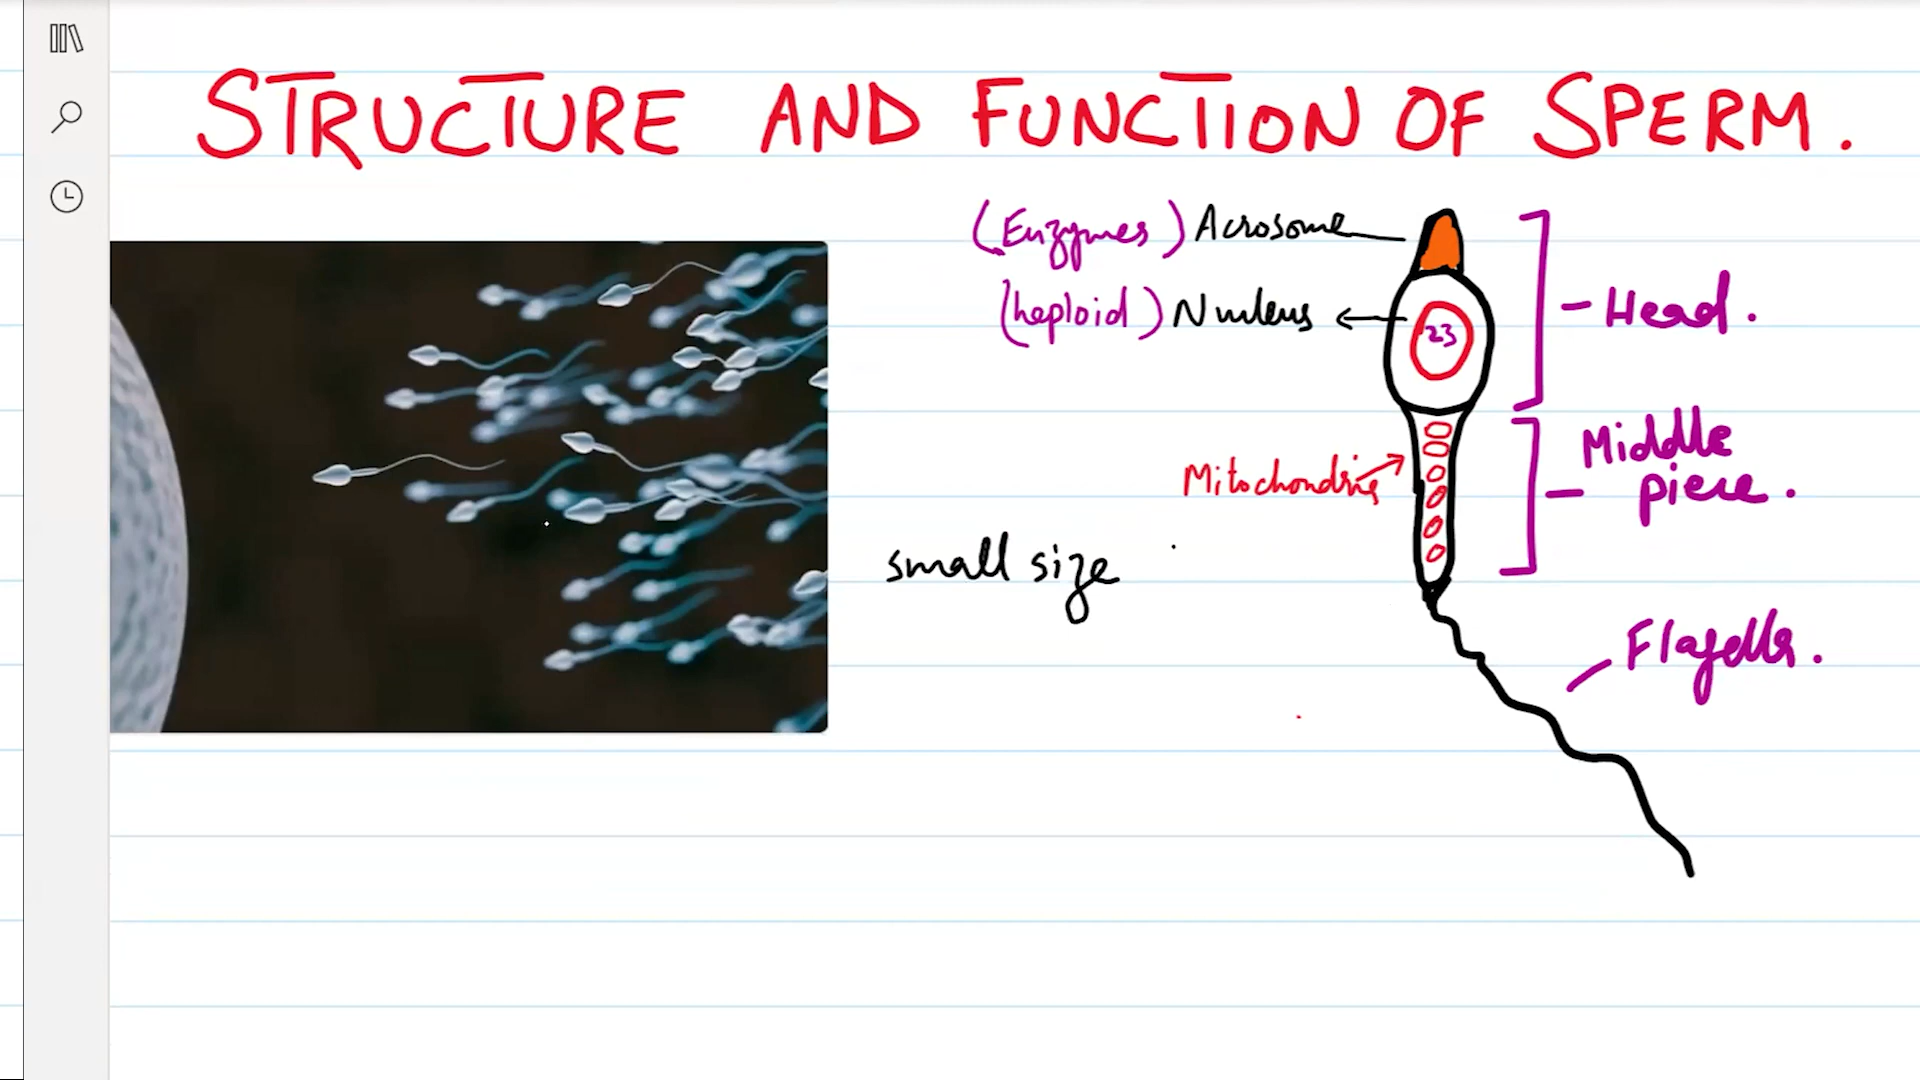 STRUCTURE AND FUNCTION OF SPERM.
(Enzymes) Acrosome
(haploid) Nucleus
23
Head.
Middle
piece.
Mitochondria
small size
Flagella.